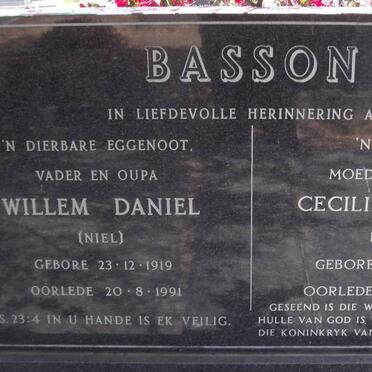 BASSON
IN LIEFDEVOLLE HERINNERING A
'N DIERBARE EGGENOOT,
VADER EN OUPA
WILLEM DANIEL
(NIEL)
GEBORE 23·12·1919
OORLEDE 20·8·1991
S. 23:4 IN U HANDE IS EK VEILIG.
'N
MOED
CECILI
GEBORE
OORLEDE
GESEEND IS DIE W
HULLE VAN GOD IS
DIE KONINKRYK VAN